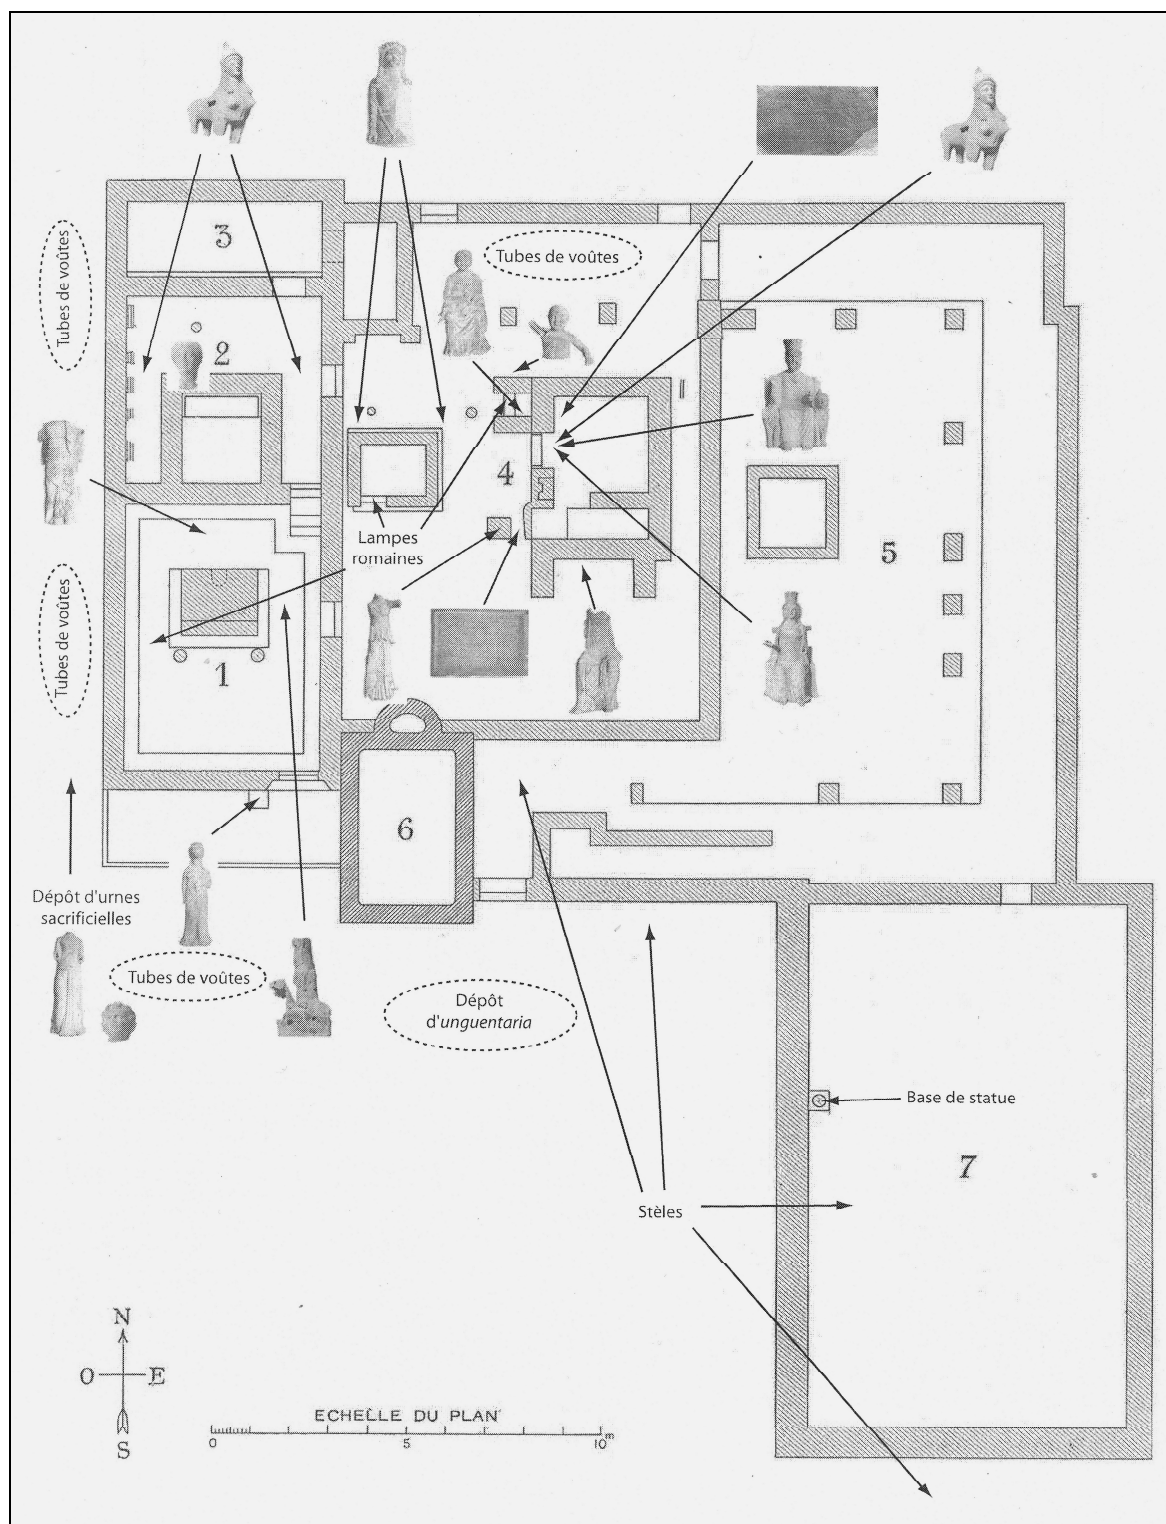 3
Tubes de voûtes
Tubes de voûtes
2
4
5
Lampes
romaines
Tubes de voûtes
1
6
Dépôt d'urnes
sacrificielles
Tubes de voûtes
Dépôt
d'unguentaria
Base de statue
7
Stèles
N
O E
S
ECHELLE DU PLAN
0 5 10 m